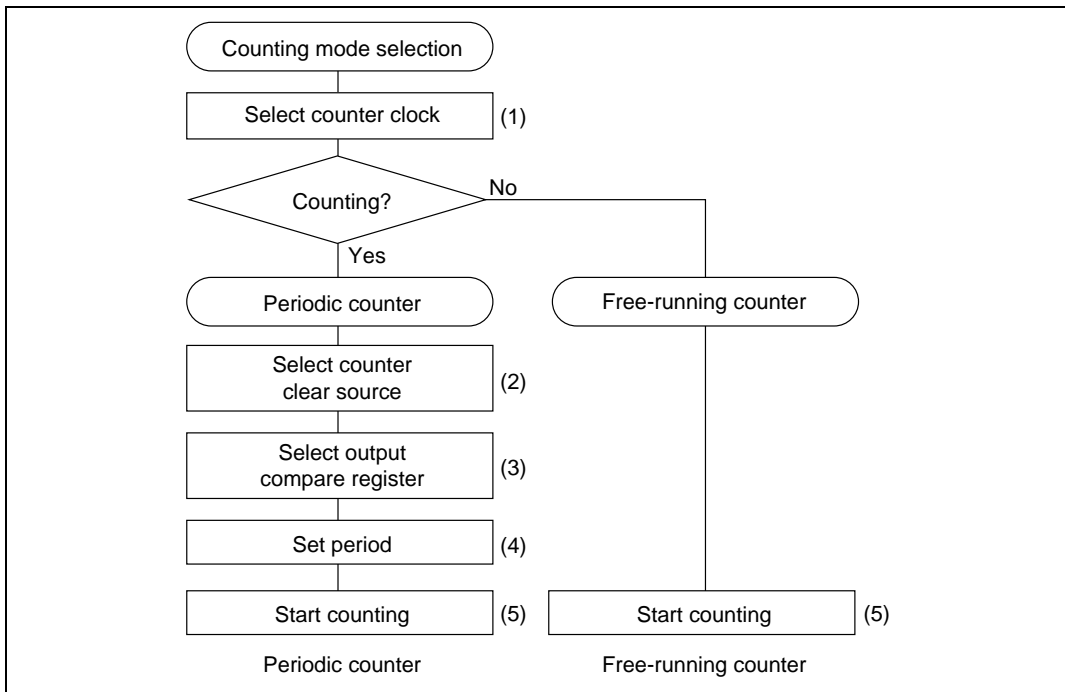 Counting mode selection
Select counter clock
(1)
Counting?
No
Yes
Periodic counter
Free-running counter
Select counter
clear source
(2)
Select output
compare register
(3)
Set period
(4)
Start counting
(5)
Start counting
(5)
Periodic counter
Free-running counter